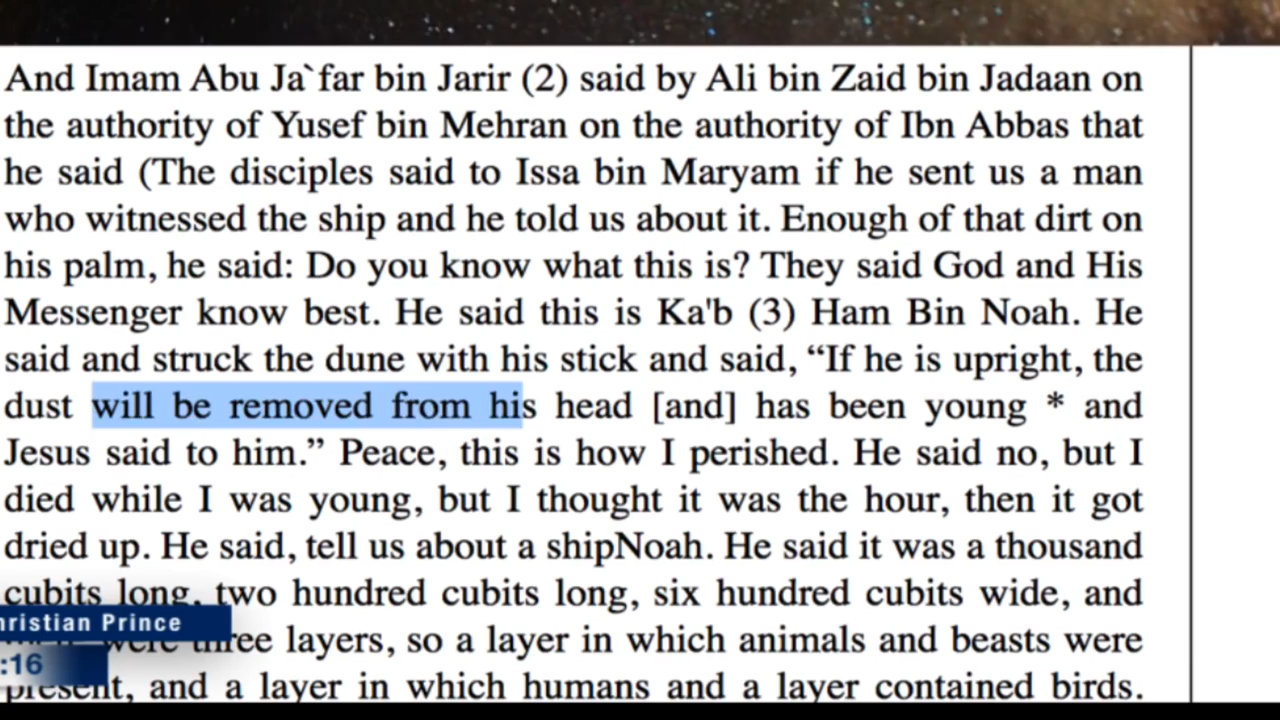 And Imam Abu Ja`far bin Jarir (2) said by Ali bin Zaid bin Jadaan on
the authority of Yusef bin Mehran on the authority of Ibn Abbas that
he said (The disciples said to Issa bin Maryam if he sent us a man
who witnessed the ship and he told us about it. Enough of that dirt on
his palm, he said: Do you know what this is? They said God and His
Messenger know best. He said this is Ka'b (3) Ham Bin Noah. He
said and struck the dune with his stick and said, “If he is upright, the
dust will be removed from his head [and] has been young * and
Jesus said to him.” Peace, this is how I perished. He said no, but I
died while I was young, but I thought it was the hour, then it got
dried up. He said, tell us about a shipNoah. He said it was a thousand
cubits long, two hundred cubits long, six hundred cubits wide, and
hristian Prince
were three layers, so a layer in which animals and beasts were
:16
present, and a layer in which humans and a layer contained birds.